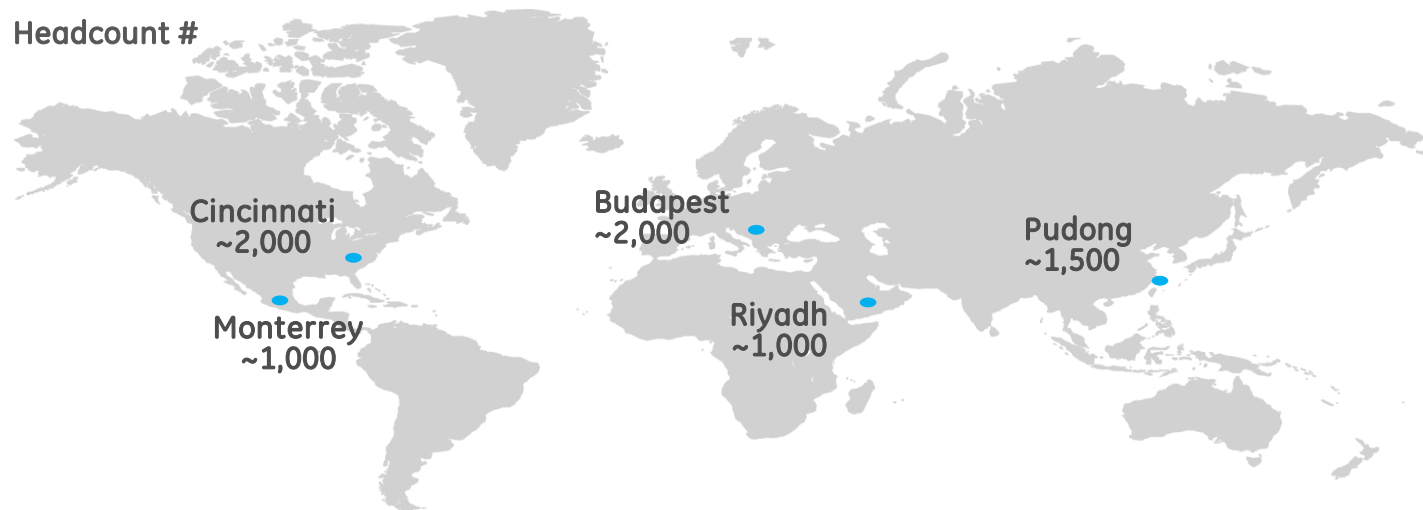 Headcount #
Cincinnati
~2,000
Monterrey
~1,000
Budapest
~2,000
Riyadh
~1,000
Pudong
~1,500